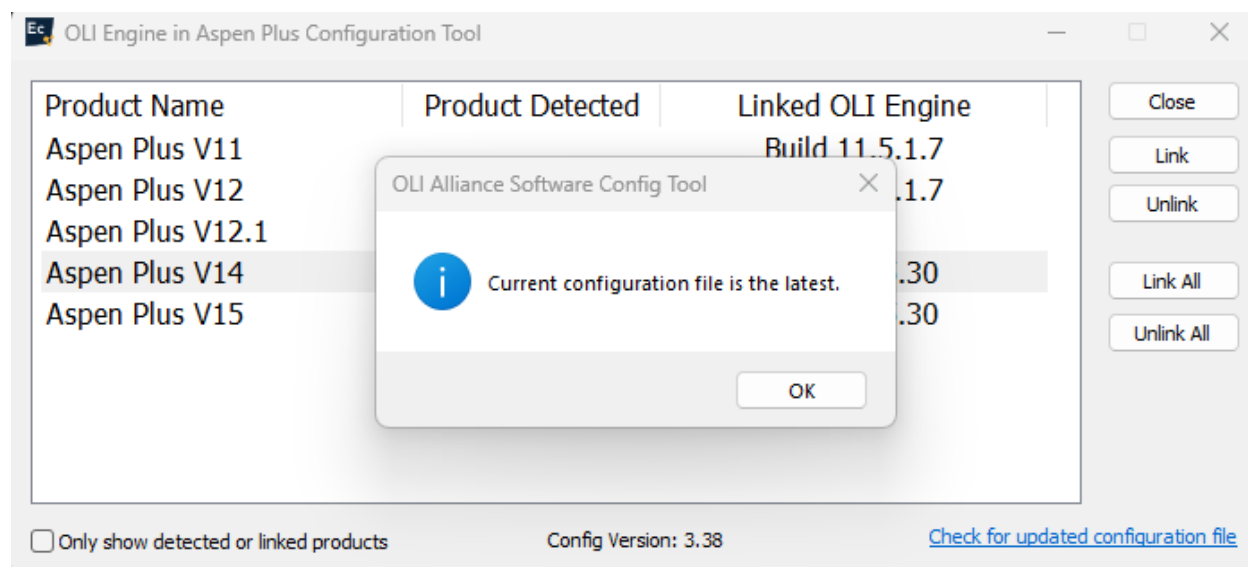 Ec OLI Engine in Aspen Plus Configuration Tool
Product Name Product Detected Linked OLI Engine Close
Aspen Plus V11 Build 11.5.1.7 Link
OLI Alliance Software Config Tool
Aspen Plus V12 .1.7 Unlink
Aspen Plus V12.1
Aspen Plus V14 .30 Link All
i Current configuration file is the latest.
Aspen Plus V15 .30 Unlink All
OK
Only show detected or linked products Config Version: 3.38 Check for updated configuration file